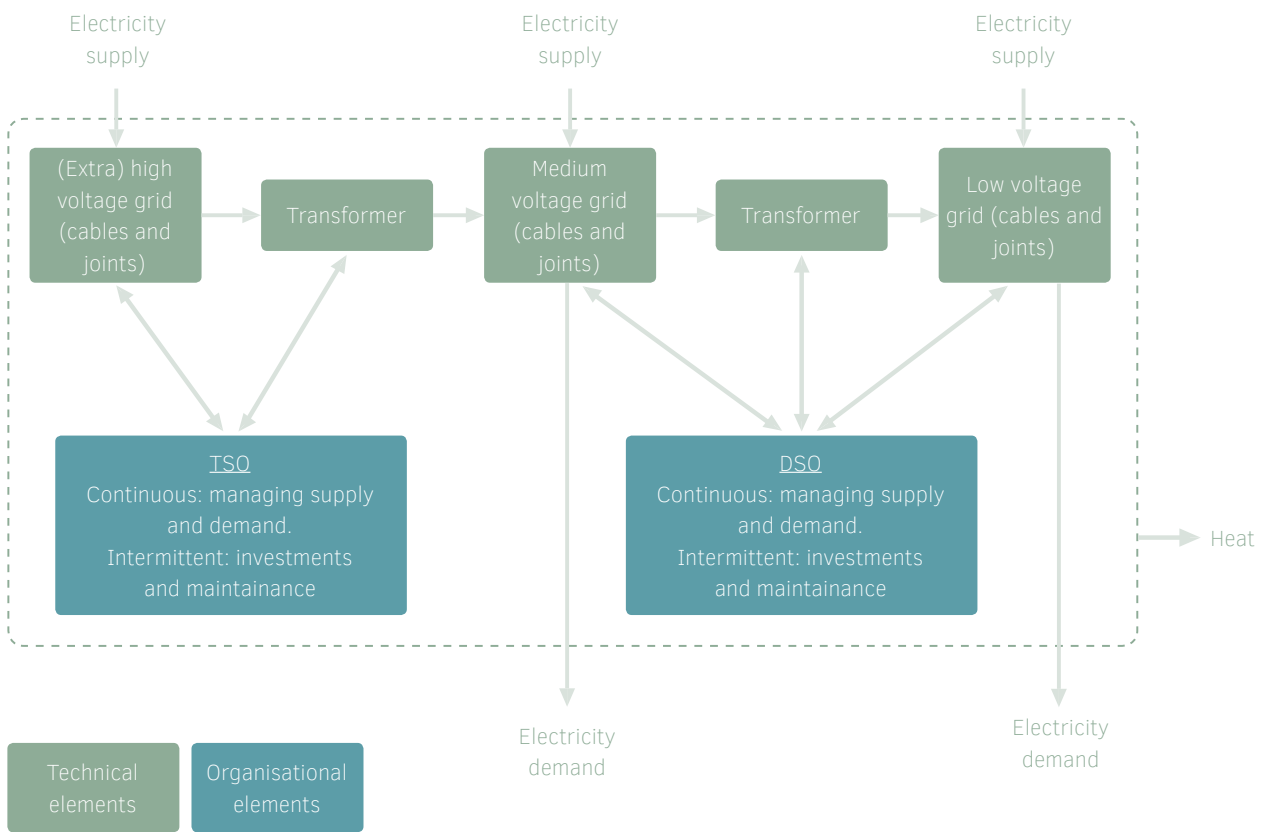 Electricity
supply
Electricity
supply
Electricity
supply
(Extra) high
voltage grid
(cables and
joints)
Transformer
Medium
voltage grid
(cables and
joints)
Transformer
Low voltage
grid (cables and
joints)
TSO
Continuous: managing supply
and demand.
Intermittent: investments
and maintainance
DSO
Continuous: managing supply
and demand.
Intermittent: investments
and maintainance
Heat
Electricity
demand
Electricity
demand
Technical
elements
Organisational
elements